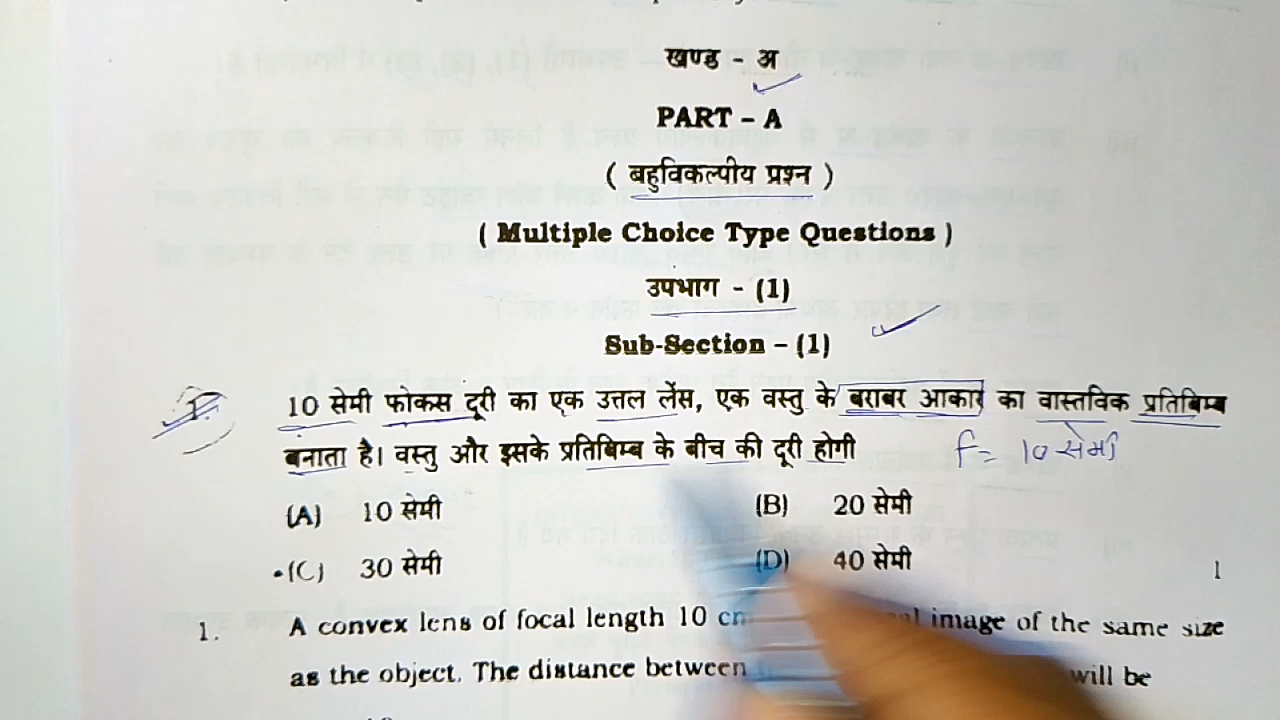 खण्ड - अ
PART - A
( बहुविकल्पीय प्रश्न )
( Multiple Choice Type Questions )
उपभाग - (1)
Sub-Section - (1)
10 सेमी फोकस दूरी का एक उत्तल लेंस, एक वस्तु के बराबर आकार का वास्तविक प्रतिबिम्ब
बनाता है। वस्तु और इसके प्रतिबिम्ब के बीच की दूरी होगी f = 10 सेमी
(A) 10 सेमी (B) 20 सेमी
(C) 30 सेमी (D) 40 सेमी 1
1. A convex lens of focal length 10 cm image of the same size
as the object. The distance between will be